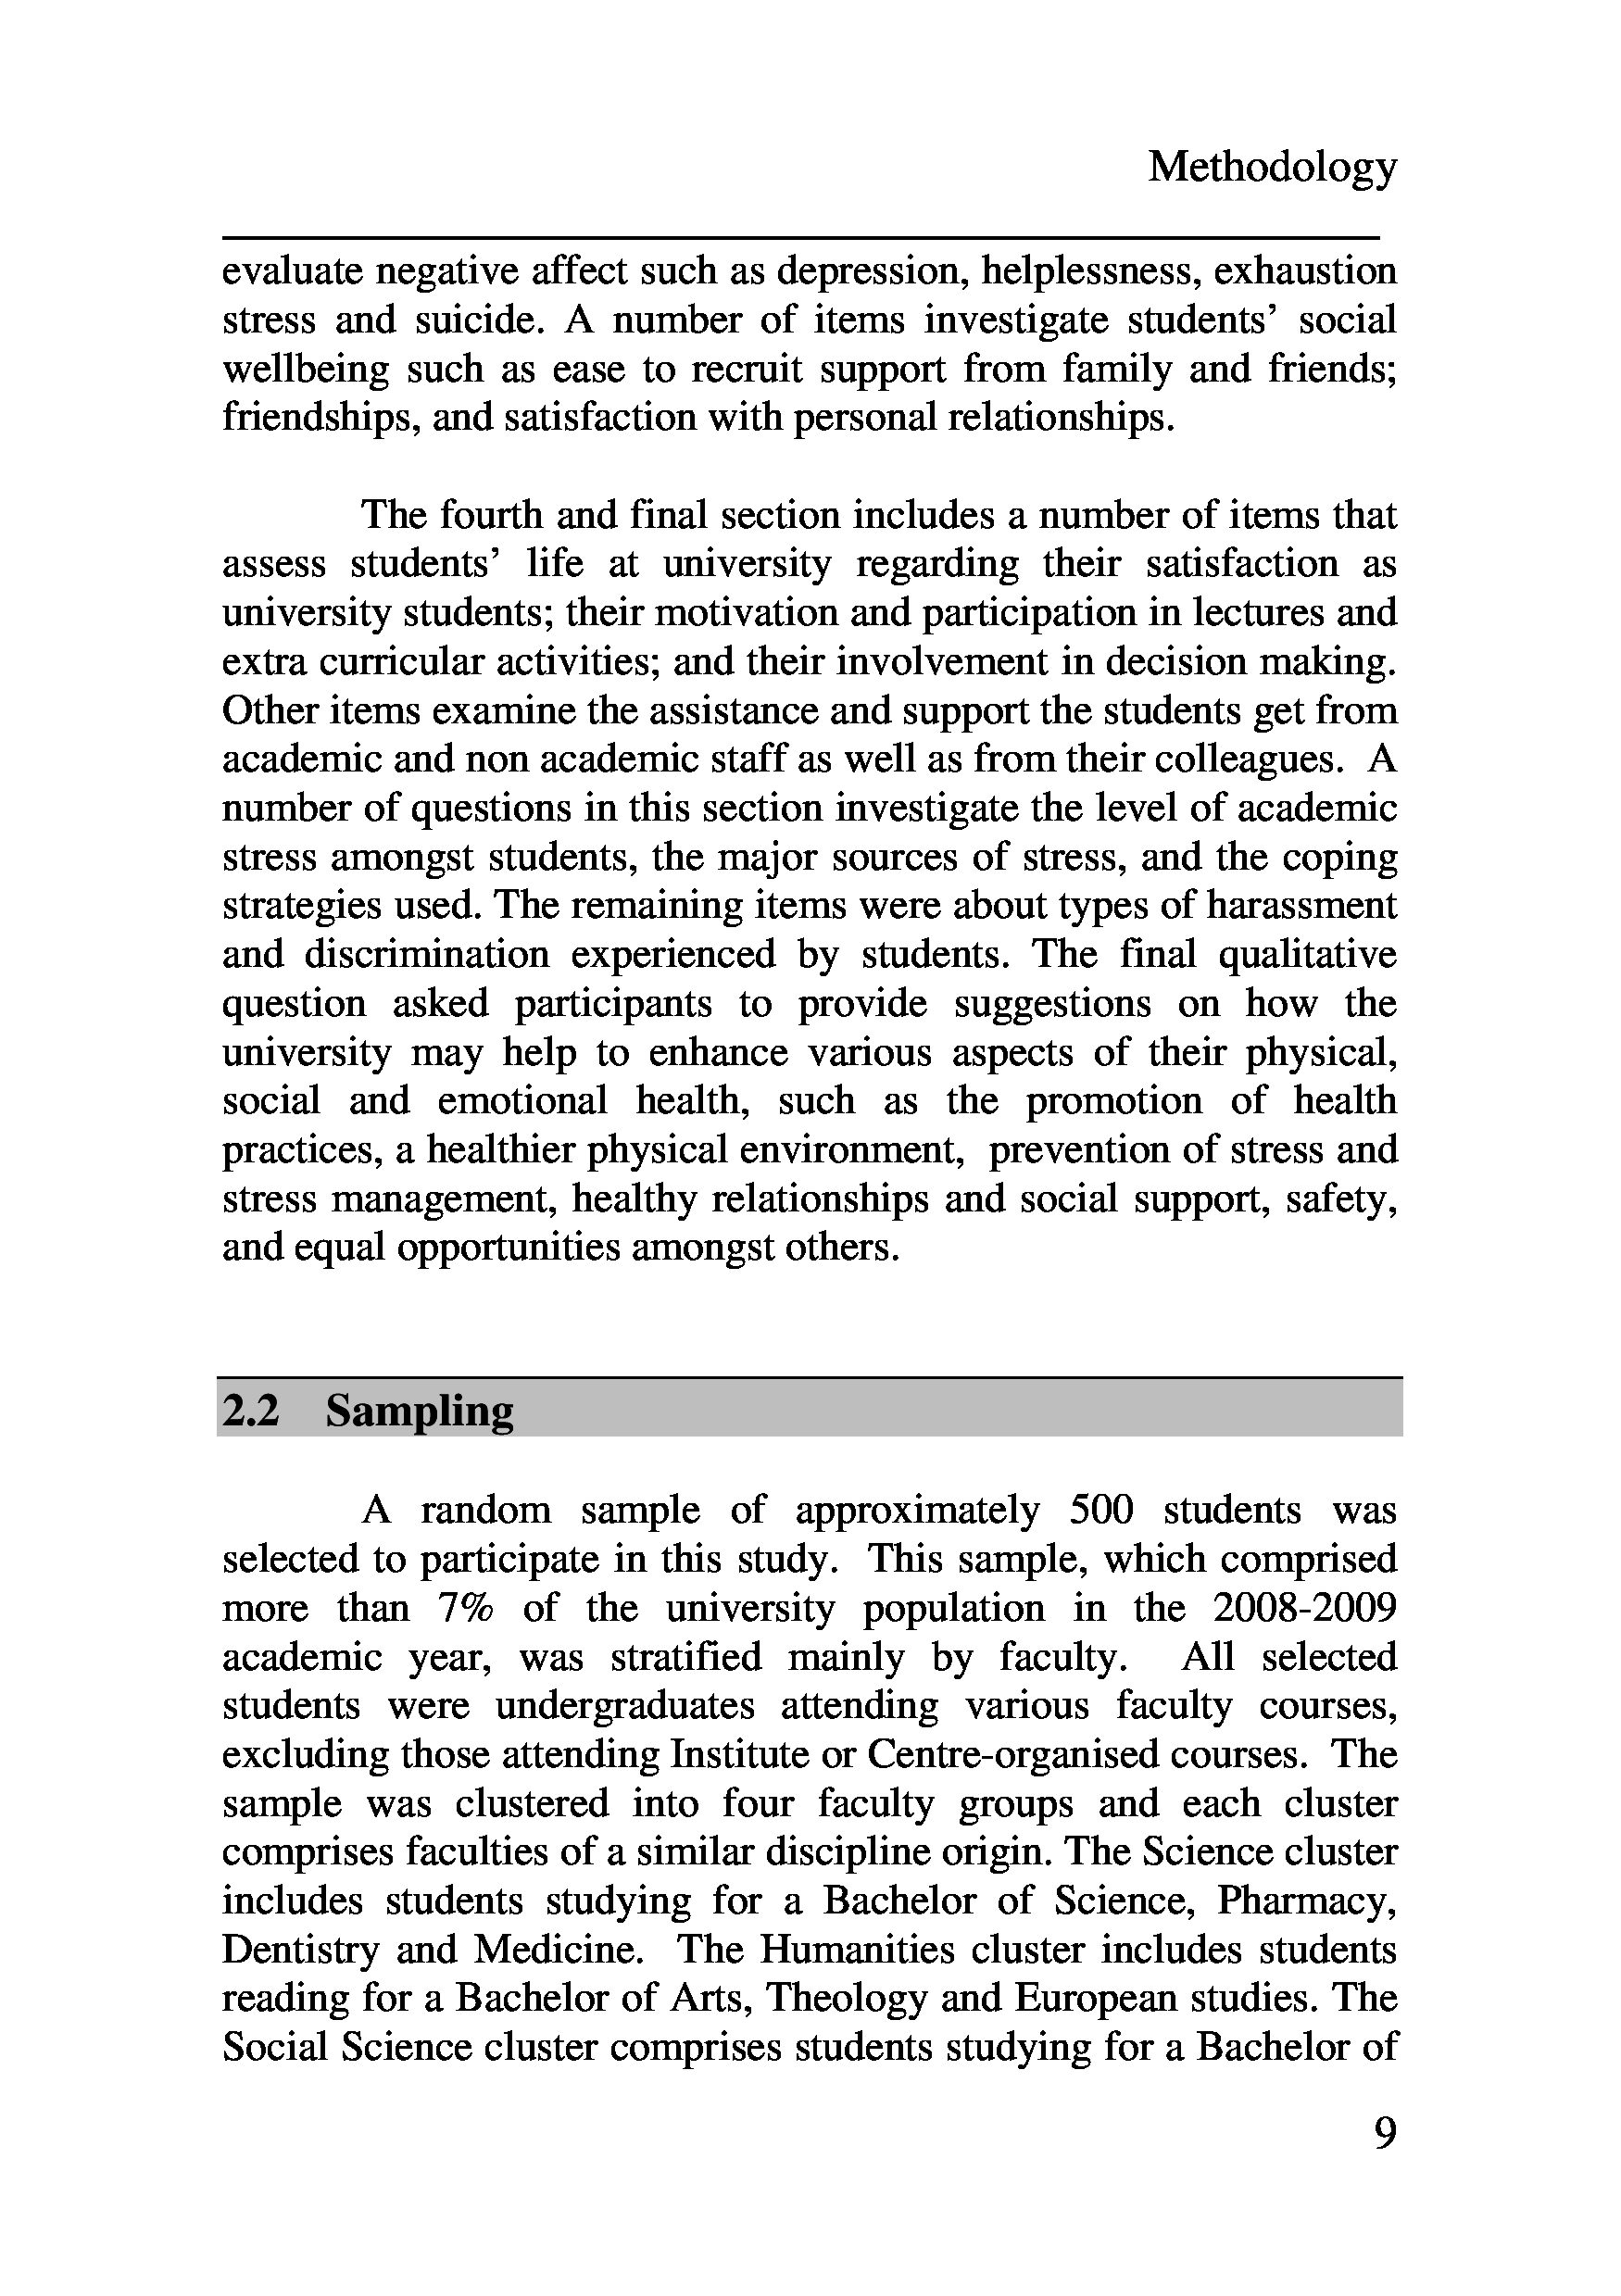 Methodology
evaluate negative affect such as depression, helplessness, exhaustion
stress and suicide. A number of items investigate students’ social
wellbeing such as ease to recruit support from family and friends;
friendships, and satisfaction with personal relationships.
The fourth and final section includes a number of items that
assess students’ life at university regarding their satisfaction as
university students; their motivation and participation in lectures and
extra curricular activities; and their involvement in decision making.
Other items examine the assistance and support the students get from
academic and non academic staff as well as from their colleagues. A
number of questions in this section investigate the level of academic
stress amongst students, the major sources of stress, and the coping
strategies used. The remaining items were about types of harassment
and discrimination experienced by students. The final qualitative
question asked participants to provide suggestions on how the
university may help to enhance various aspects of their physical,
social and emotional health, such as the promotion of health
practices, a healthier physical environment, prevention of stress and
stress management, healthy relationships and social support, safety,
and equal opportunities amongst others.
2.2 Sampling
A random sample of approximately 500 students was
selected to participate in this study. This sample, which comprised
more than 7% of the university population in the 2008-2009
academic year, was stratified mainly by faculty. All selected
students were undergraduates attending various faculty courses,
excluding those attending Institute or Centre-organised courses. The
sample was clustered into four faculty groups and each cluster
comprises faculties of a similar discipline origin. The Science cluster
includes students studying for a Bachelor of Science, Pharmacy,
Dentistry and Medicine. The Humanities cluster includes students
reading for a Bachelor of Arts, Theology and European studies. The
Social Science cluster comprises students studying for a Bachelor of
9